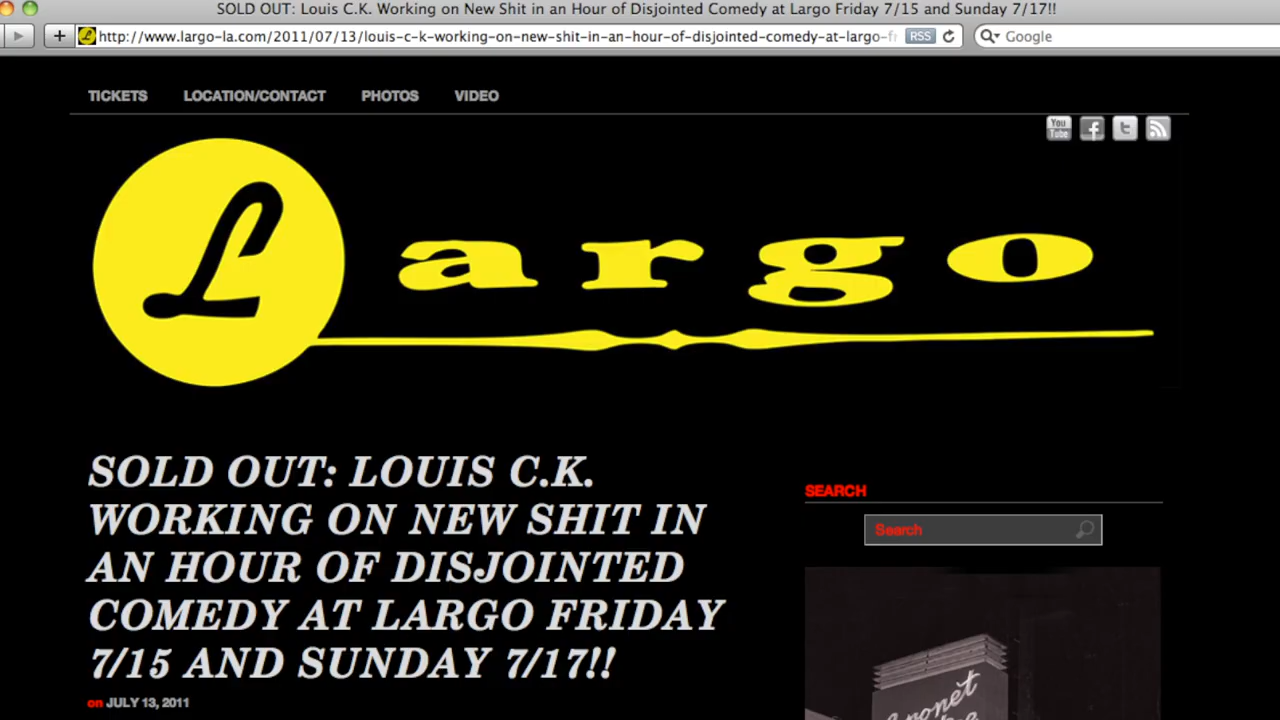 SOLD OUT: Louis C.K. Working on New Shit in an Hour of Disjointed Comedy at Largo Friday 7/15 and Sunday 7/17!!
http://www.largo-la.com/2011/07/13/louis-c-k-working-on-new-shit-in-an-hour-of-disjointed-comedy-at-largo-fr
RSS
Google
TICKETS LOCATION/CONTACT PHOTOS VIDEO
You Tube
Largo
SOLD OUT: LOUIS C.K.
WORKING ON NEW SHIT IN
AN HOUR OF DISJOINTED
COMEDY AT LARGO FRIDAY
7/15 AND SUNDAY 7/17!!
on JULY 13, 2011
SEARCH
Search